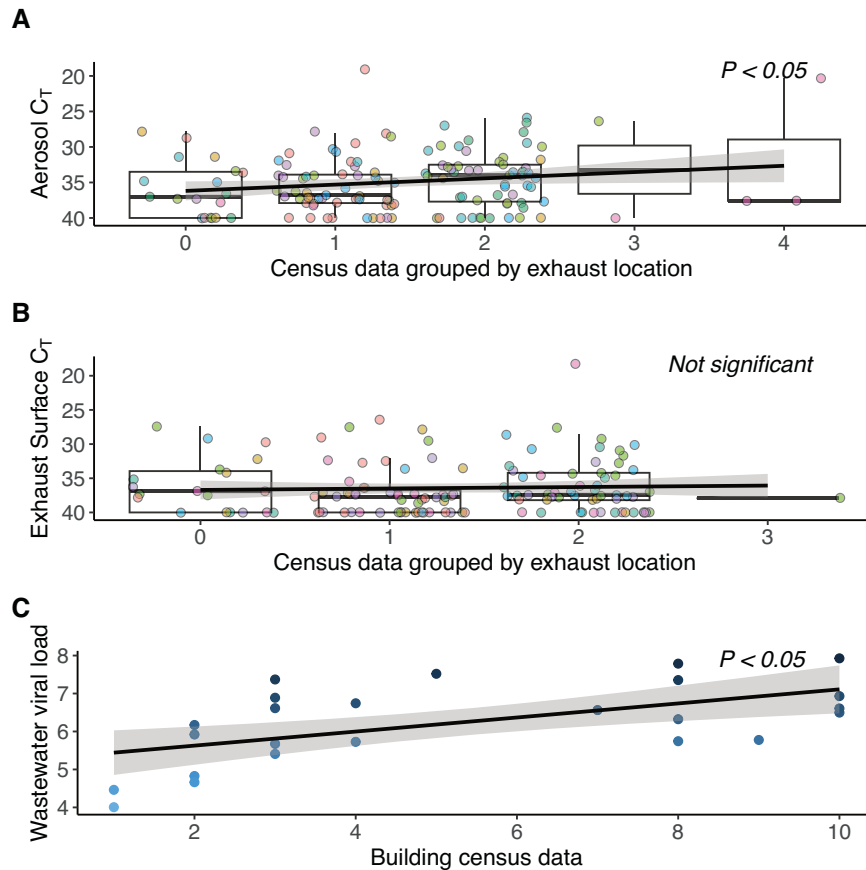 A
P < 0.05
Aerosol C_T
20
25
30
35
40
0 1 2 3 4
Census data grouped by exhaust location
B
Not significant
Exhaust Surface C_T
20
25
30
35
40
0 1 2 3
Census data grouped by exhaust location
C
P < 0.05
Wastewater viral load
8
7
6
5
4
2 4 6 8 10
Building census data